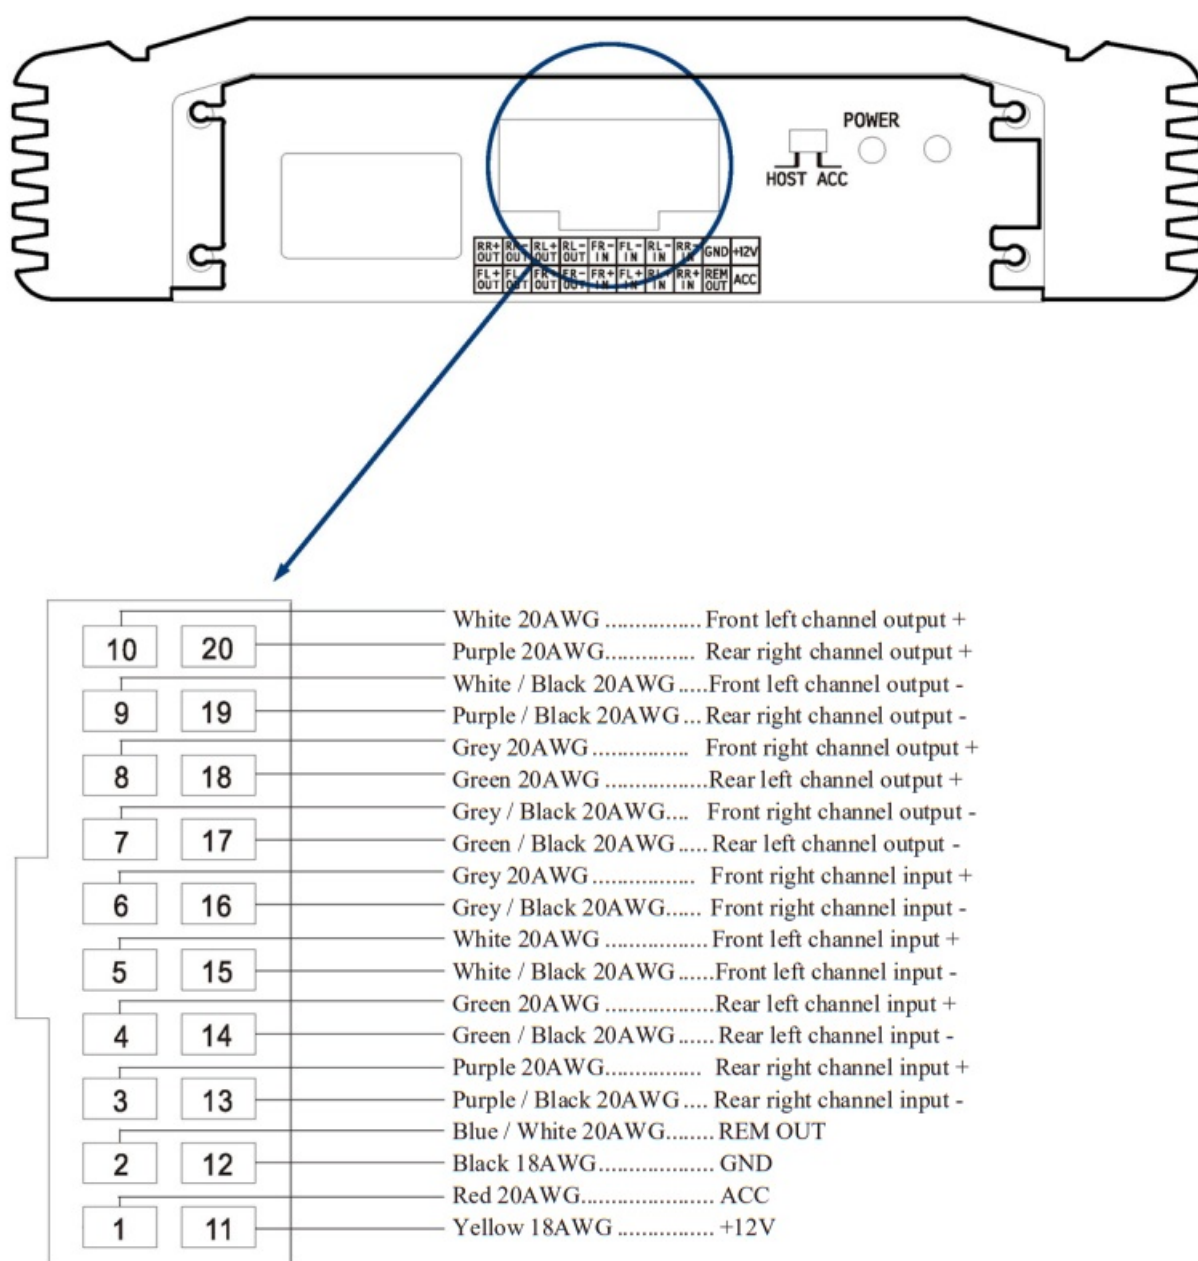 POWER
HOST ACC
RR+ OUT RR- OUT RL+ OUT RL- OUT FR- IN FL- IN RL- IN RR- IN GND +12V
FL+ OUT FL OUT FR OUT FR- OUT FR+ IN FL+ IN RL IN RR+ IN REM OUT ACC
White 20AWG ................ Front left channel output +
10 20
Purple 20AWG............... Rear right channel output +
White / Black 20AWG .....Front left channel output -
9 19
Purple / Black 20AWG ... Rear right channel output -
Grey 20AWG ................ Front right channel output +
8 18
Green 20AWG .................Rear left channel output +
Grey / Black 20AWG.... Front right channel output -
7 17
Green / Black 20AWG ..... Rear left channel output -
Grey 20AWG ................. Front right channel input +
6 16
Grey / Black 20AWG...... Front right channel input -
White 20AWG .................Front left channel input +
5 15
White / Black 20AWG ......Front left channel input -
Green 20AWG ................. Rear left channel input +
4 14
Green / Black 20AWG ...... Rear left channel input -
Purple 20AWG................ Rear right channel input +
3 13
Purple / Black 20AWG .... Rear right channel input -
Blue / White 20AWG........ REM OUT
2 12
Black 18AWG................... GND
Red 20AWG...................... ACC
1 11
Yellow 18AWG ................ +12V